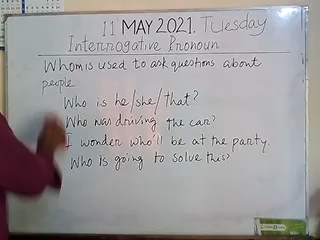 11 MAY 2021, Tuesday
Interrogative Pronoun
Whom is used to ask questions about
people.
Who is he/she/that?
Who was driving the car?
I wonder who'll be at the party.
Who is going to solve this?